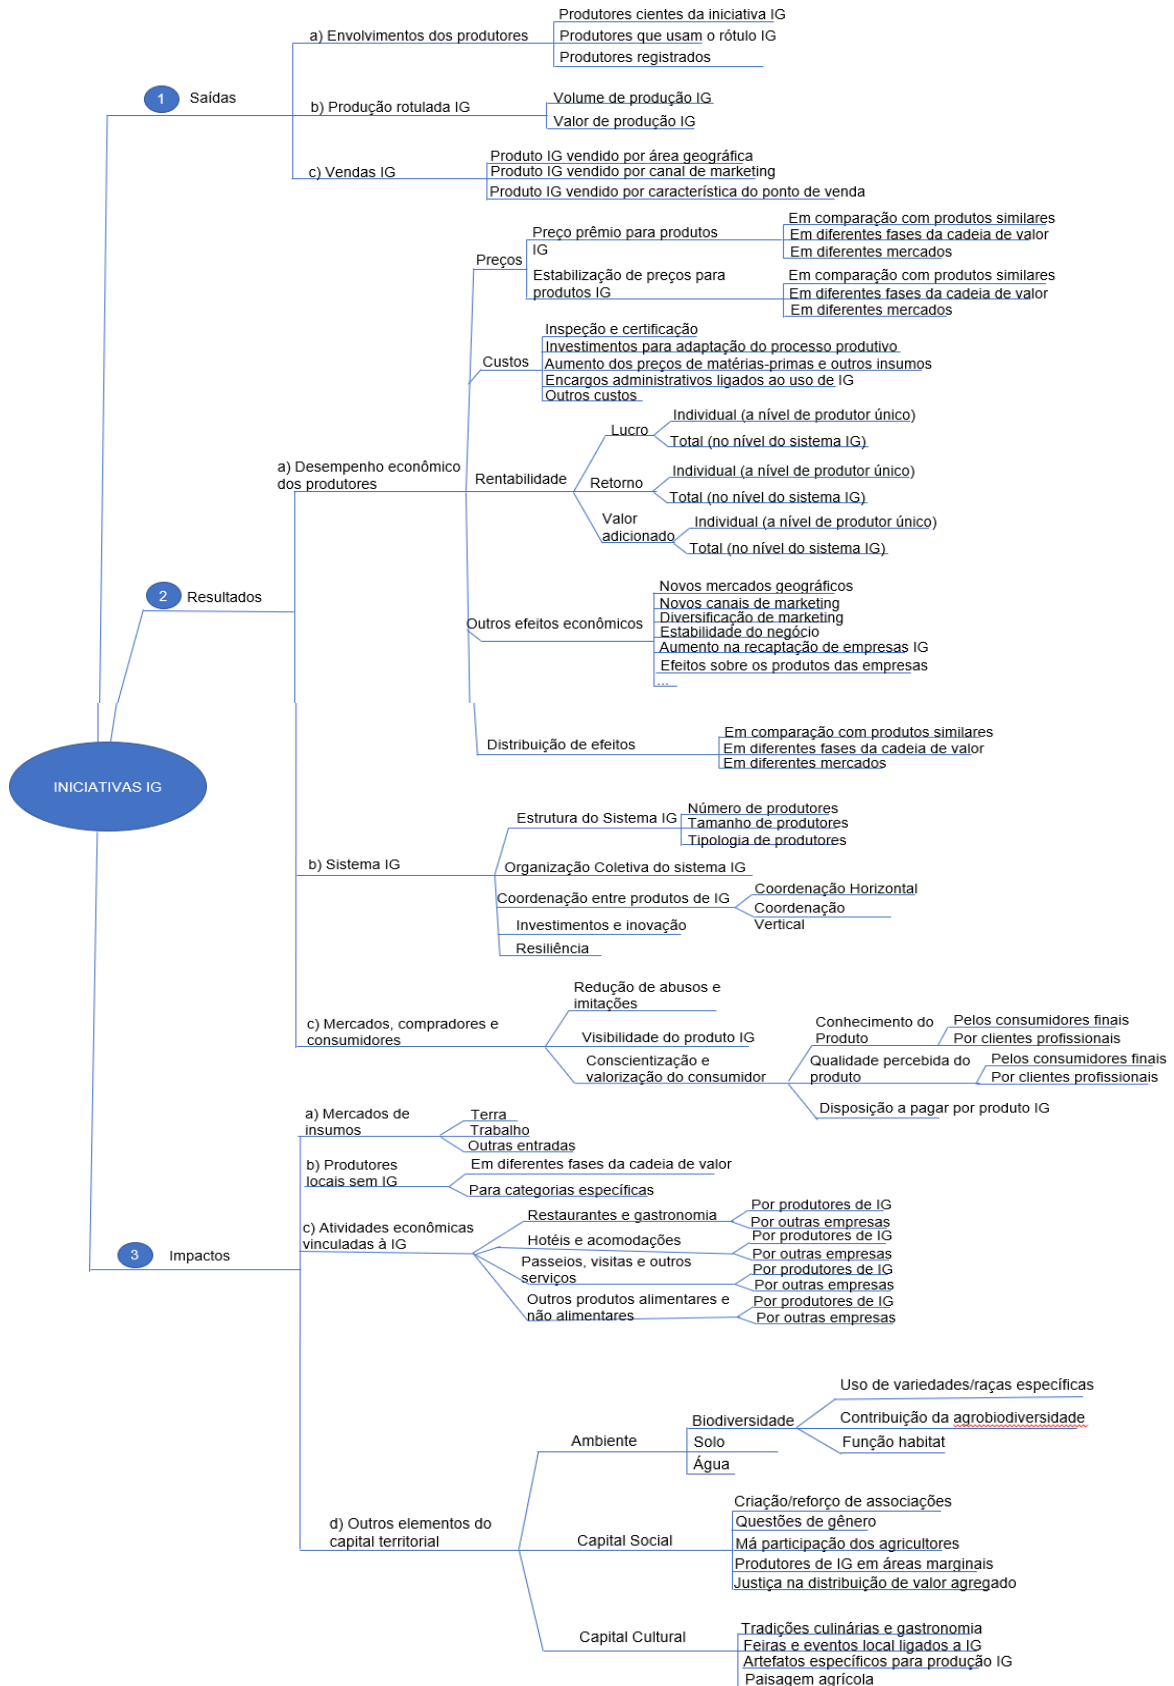 Produtores cientes da iniciativa IG
a) Envolvimentos dos produtores
Produtores que usam o rótulo IG
Produtores registrados
1
Saídas
b) Produção rotulada IG
Volume de produção IG
Valor de produção IG
c) Vendas IG
Produto IG vendido por área geográfica
Produto IG vendido por canal de marketing
Produto IG vendido por característica do ponto de venda
Preços
Preço prêmio para produtos
IG
Em comparação com produtos similares
Em diferentes fases da cadeia de valor
Em diferentes mercados
Estabilização de preços para
produtos IG
Em comparação com produtos similares
Em diferentes fases da cadeia de valor
Em diferentes mercados
Custos
Inspeção e certificação
Investimentos para adaptação do processo produtivo
Aumento dos preços de matérias-primas e outros insumos
Encargos administrativos ligados ao uso de IG
Outros custos
a) Desempenho econômico
dos produtores
Rentabilidade
Lucro
Individual (a nível de produtor único)
Total (no nível do sistema IG)
Retorno
Individual (a nível de produtor único)
Total (no nível do sistema IG)
Valor
adicionado
Individual (a nível de produtor único)
Total (no nível do sistema IG)
2
Resultados
Outros efeitos econômicos
Novos mercados geográficos
Novos canais de marketing
Diversificação de marketing
Estabilidade do negócio
Aumento na recaptação de empresas IG
Efeitos sobre os produtos das empresas
...
Distribuição de efeitos
Em comparação com produtos similares
Em diferentes fases da cadeia de valor
Em diferentes mercados
INICIATIVAS IG
b) Sistema IG
Estrutura do Sistema IG
Número de produtores
Tamanho de produtores
Tipologia de produtores
Organização Coletiva do sistema IG
Coordenação entre produtos de IG
Coordenação Horizontal
Coordenação
Vertical
Investimentos e inovação
Resiliência
c) Mercados, compradores e
consumidores
Redução de abusos e
imitações
Visibilidade do produto IG
Conscientização e
valorização do consumidor
Conhecimento do
Produto
Pelos consumidores finais
Por clientes profissionais
Qualidade percebida do
produto
Pelos consumidores finais
Por clientes profissionais
Disposição a pagar por produto IG
a) Mercados de
insumos
Terra
Trabalho
Outras entradas
b) Produtores
locais sem IG
Em diferentes fases da cadeia de valor
Para categorias específicas
3
Impactos
c) Atividades econômicas
vinculadas à IG
Restaurantes e gastronomia
Por produtores de IG
Por outras empresas
Hotéis e acomodações
Por produtores de IG
Por outras empresas
Passeios, visitas e outros
serviços
Por produtores de IG
Por outras empresas
Outros produtos alimentares e
não alimentares
Por produtores de IG
Por outras empresas
d) Outros elementos do
capital territorial
Ambiente
Biodiversidade
Uso de variedades/raças específicas
Contribuição da agrobiodiversidade
Função habitat
Solo
Água
Capital Social
Criação/reforço de associações
Questões de gênero
Má participação dos agricultores
Produtores de IG em áreas marginais
Justiça na distribuição de valor agregado
Capital Cultural
Tradições culinárias e gastronomia
Feiras e eventos local ligados a IG
Artefatos específicos para produção IG
Paisagem agrícola